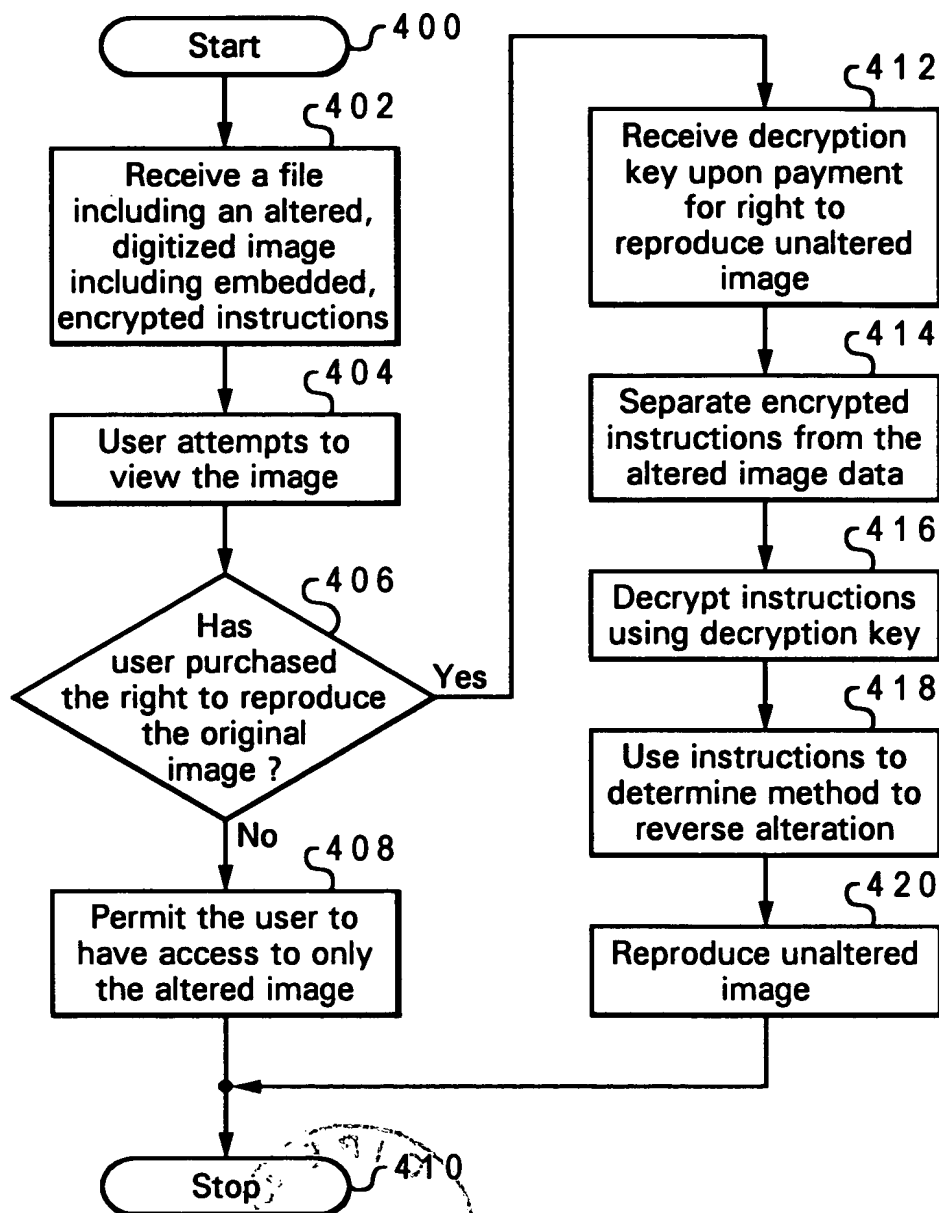 Start
400
402
Receive a file
including an altered,
digitized image
including embedded,
encrypted instructions
404
User attempts to
view the image
406
Has
user purchased
the right to reproduce
the original
image ?
Yes
No
408
Permit the user to
have access to only
the altered image
412
Receive decryption
key upon payment
for right to
reproduce unaltered
image
414
Separate encrypted
instructions from the
altered image data
416
Decrypt instructions
using decryption key
418
Use instructions to
determine method to
reverse alteration
420
Reproduce unaltered
image
Stop
410